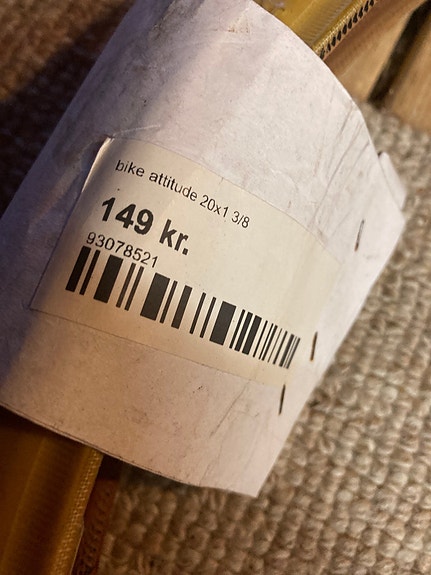 bike attitude 20x1 3/8
149 kr.
93078521